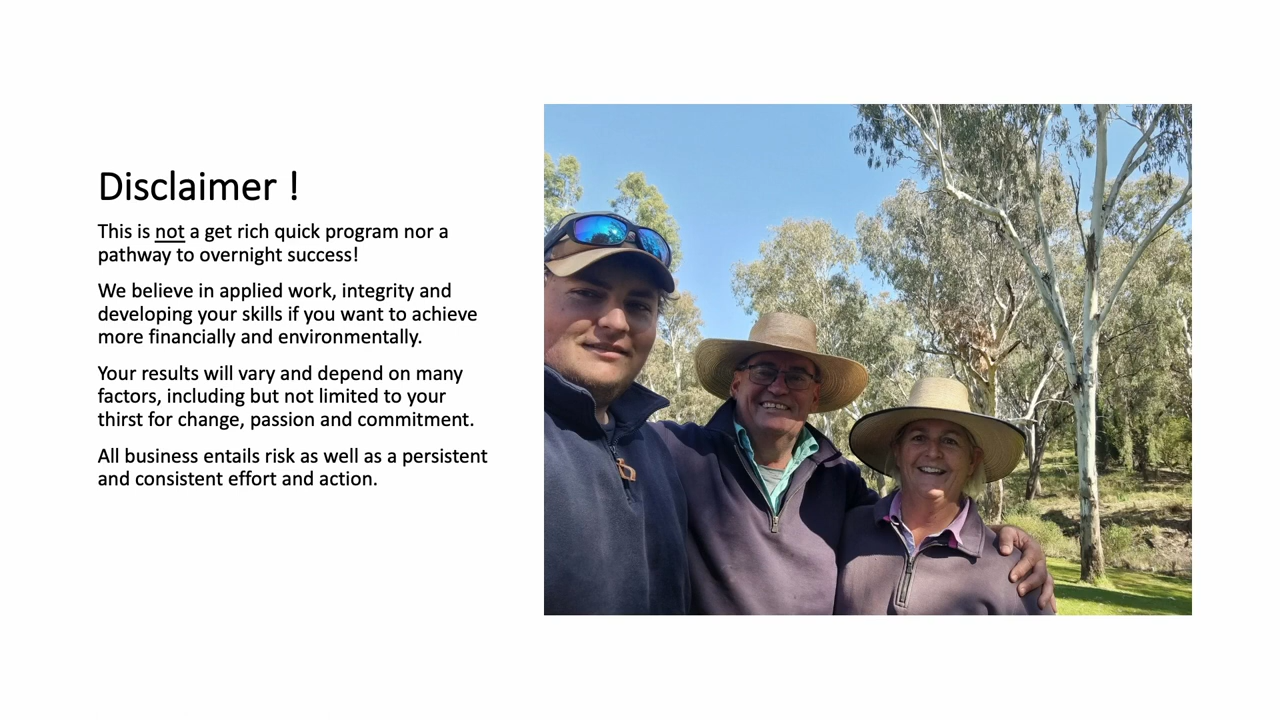 Disclaimer !
This is not a get rich quick program nor a
pathway to overnight success!
We believe in applied work, integrity and
developing your skills if you want to achieve
more financially and environmentally.
Your results will vary and depend on many
factors, including but not limited to your
thirst for change, passion and commitment.
All business entails risk as well as a persistent
and consistent effort and action.